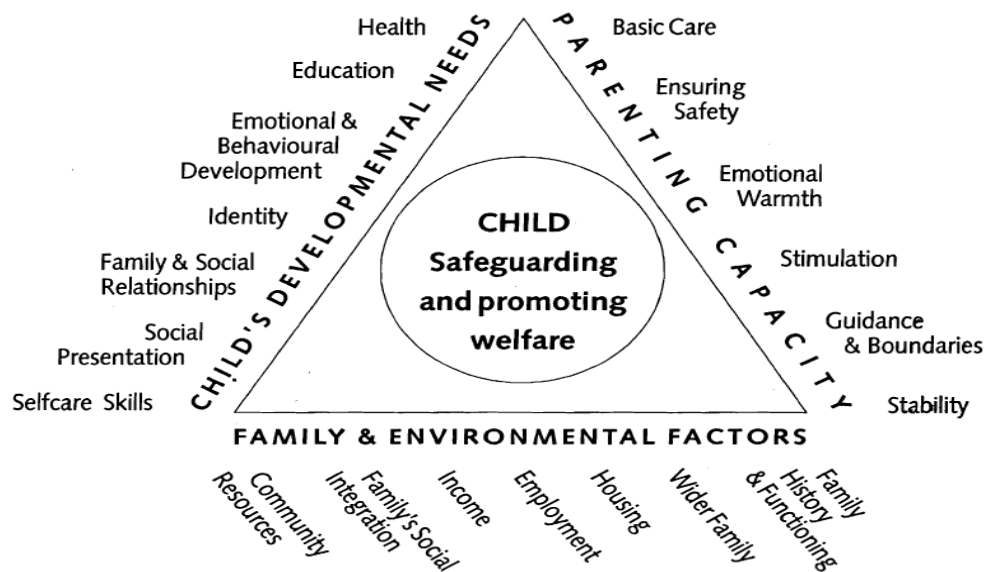 Health
Education
Emotional &
Behavioural
Development
Identity
Family & Social
Relationships
Social
Presentation
Selfcare Skills
CHILD'S DEVELOPMENTAL NEEDS
CHILD
Safeguarding
and promoting
welfare
PARENTING CAPACITY
Basic Care
Ensuring
Safety
Emotional
Warmth
Stimulation
Guidance
& Boundaries
Stability
FAMILY & ENVIRONMENTAL FACTORS
Community
Resources
Family's Social
Integration
Income
Employment
Housing
Wider Family
Family
History
& Functioning